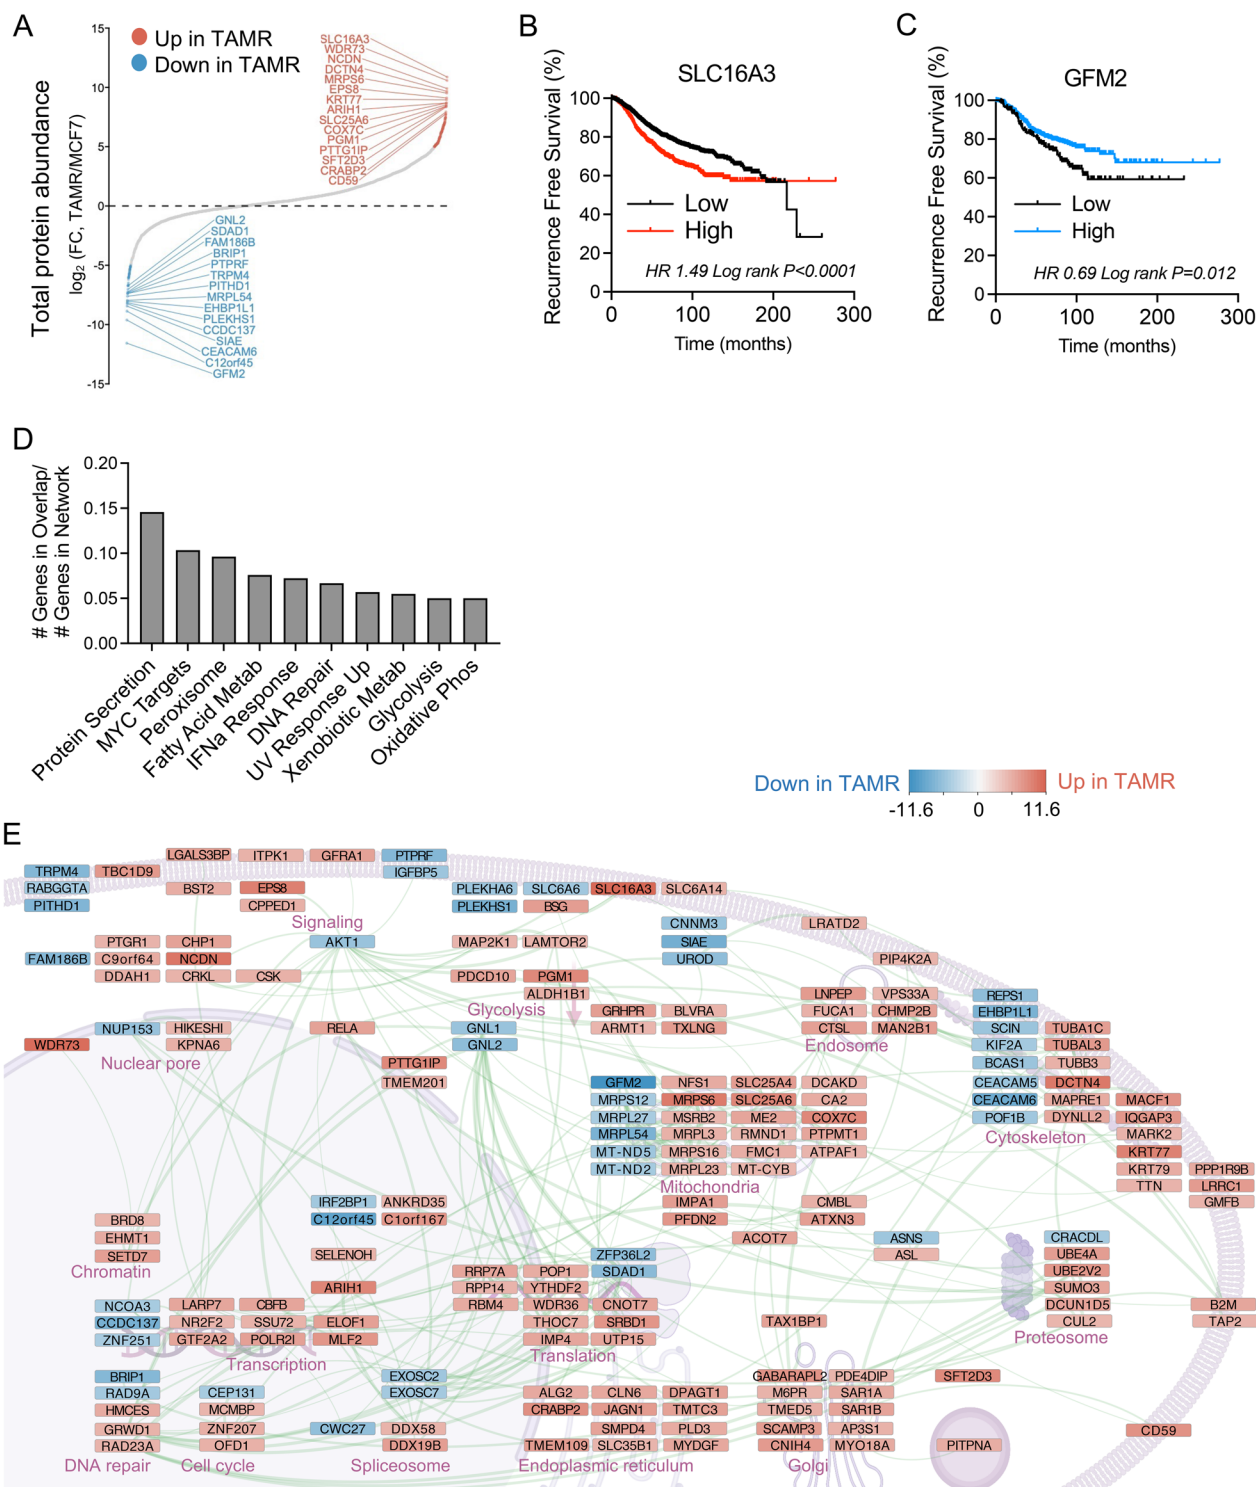 A
Total protein abundance
log2 (FC, TAMR/MCF7)
15
10
5
0
-5
-10
-15
Up in TAMR
Down in TAMR
SLC16A3
WDR73
NCDN
DCTN4
MRPS6
EPS8
KRT77
ARIH1
SLC25A6
COX7C
PGM1
PTTG1IP
SFT2D3
CRABP2
CD59
GNL2
SDAD1
FAM186B
BRIP1
PTPRF
TRPM4
PITHD1
MRPL54
EHBP1L1
PLEKHS1
CCDC137
SIAE
CEACAM6
C12orf45
GFM2
B
SLC16A3
Recurrence Free Survival (%)
100
80
60
40
20
0
Low
High
HR 1.49 Log rank P<0.0001
0 100 200 300
Time (months)
C
GFM2
Recurrence Free Survival (%)
100
80
60
40
20
0
Low
High
HR 0.69 Log rank P=0.012
0 100 200 300
Time (months)
D
# Genes in Overlap/
# Genes in Network
0.20
0.15
0.10
0.05
0.00
Protein Secretion
MYC Targets
Peroxisome
Fatty Acid Metab
IFNa Response
DNA Repair
UV Response Up
Xenobiotic Metab
Glycolysis
Oxidative Phos
Down in TAMR
Up in TAMR
-11.6 0 11.6
E
LGALS3BP ITPK1 GFRA1 PTPRF
TRPM4 TBC1D9 IGFBP5
RABGGTA BST2 EPS8 PLEKHA6 SLC6A6 SLC16A3 SLC6A14
PITHD1 CPPED1 PLEKHS1 BSG
Signaling CNNM3 LRATD2
PTGR1 CHP1 AKT1 MAP2K1 LAMTOR2 SIAE
FAM186B C9orf64 NCDN UROD PIP4K2A
DDAH1 CRKL CSK PDCD10 PGM1
ALDH1B1 LNPEP VPS33A REPS1
Glycolysis GRHPR BLVRA FUCA1 CHMP2B EHBP1L1
NUP153 HIKESHI RELA GNL1 ARMT1 TXLNG CTSL MAN2B1 SCIN TUBA1C
WDR73 KPNA6 GNL2 Endosome KIF2A TUBAL3
Nuclear pore PTTG1IP BCAS1 TUBB3
TMEM201 GFM2 NFS1 SLC25A4 DCAKD CEACAM5 DCTN4
MRPS12 MRPS6 SLC25A6 CA2 CEACAM6 MAPRE1 MACF1
MRPL27 MSRB2 ME2 COX7C POF1B DYNLL2 IQGAP3
MRPL54 MRPL3 RMND1 PTPMT1 Cytoskeleton MARK2
MT-ND5 MRPS16 FMC1 ATPAF1 KRT77
MT-ND2 MRPL23 MT-CYB KRT79 PPP1R9B
Mitochondria TTN LRRC1
IRF2BP1 ANKRD35 IMPA1 CMBL GMFB
BRD8 C12orf45 C1orf167 PFDN2 ATXN3
EHMT1 ACOT7 ASNS CRACDL
SETD7 SELENOH ZFP36L2 ASL UBE4A
Chromatin RRP7A POP1 SDAD1 UBE2V2
ARIH1 RPP14 YTHDF2 SUMO3
NCOA3 LARP7 CBFB RBM4 WDR36 CNOT7 DCUN1D5 B2M
CCDC137 NR2F2 SSU72 ELOF1 THOC7 SRBD1 TAX1BP1 CUL2 TAP2
ZNF251 GTF2A2 POLR2I MLF2 IMP4 UTP15 Proteosome
Transcription Translation
BRIP1 EXOSC2 GABARAPL2 PDE4DIP SFT2D3
RAD9A CEP131 EXOSC7 ALG2 CLN6 DPAGT1 M6PR SAR1A
HMCES MCMBP CRABP2 JAGN1 TMTC3 TMED5 SAR1B
GRWD1 ZNF207 CWC27 DDX58 SMPD4 PLD3 SCAMP3 AP3S1 CD59
RAD23A OFD1 DDX19B TMEM109 SLC35B1 MYDGF CNIH4 MYO18A PITPNA
DNA repair Cell cycle Spliceosome Endoplasmic reticulum Golgi